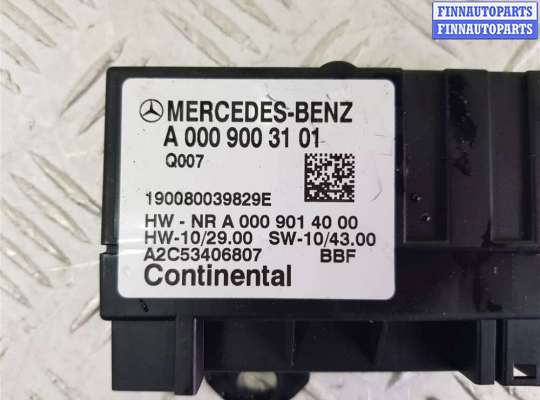 FINNAUTOPARTS
FINNAUTOPARTS
MERCEDES-BENZ
A 000 900 31 01
Q007
190080039829E
HW - NR A 000 901 40 00
HW-10/29.00 SW-10/43.00
A2C53406807 BBF
Continental